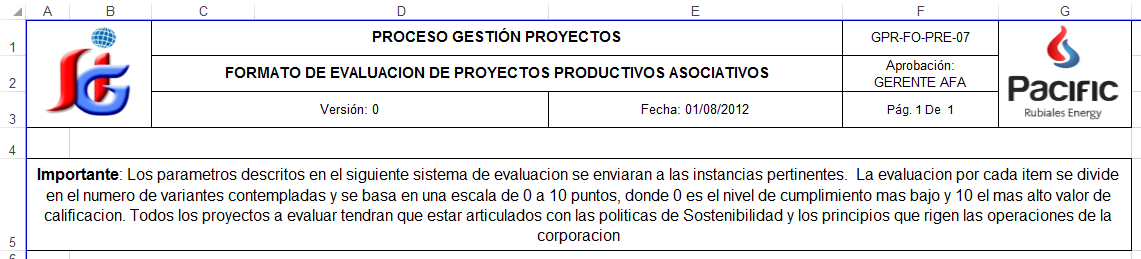 A B C D E F G
1 PROCESO GESTIÓN PROYECTOS GPR-FO-PRE-07
2 FORMATO DE EVALUACION DE PROYECTOS PRODUCTIVOS ASOCIATIVOS Aprobación:
GERENTE AFA
Pacific
Rubiales Energy
3 Versión: 0 Fecha: 01/08/2012 Pág. 1 De 1
4
Importante: Los parametros descritos en el siguiente sistema de evaluacion se enviaran a las instancias pertinentes. La evaluacion por cada item se divide
en el numero de variantes contempladas y se basa en una escala de 0 a 10 puntos, donde 0 es el nivel de cumplimiento mas bajo y 10 el mas alto valor de
calificacion. Todos los proyectos a evaluar tendran que estar articulados con las politicas de Sostenibilidad y los principios que rigen las operaciones de la
5 corporacion
6